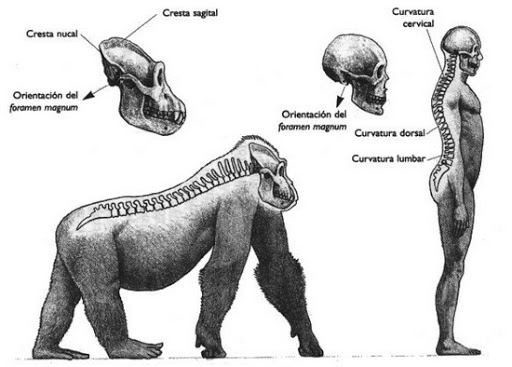 Cresta sagital
Cresta nucal
Orientación del
foramen magnum
Orientación del
foramen magnum
Curvatura
cervical
Curvatura dorsal
Curvatura lumbar